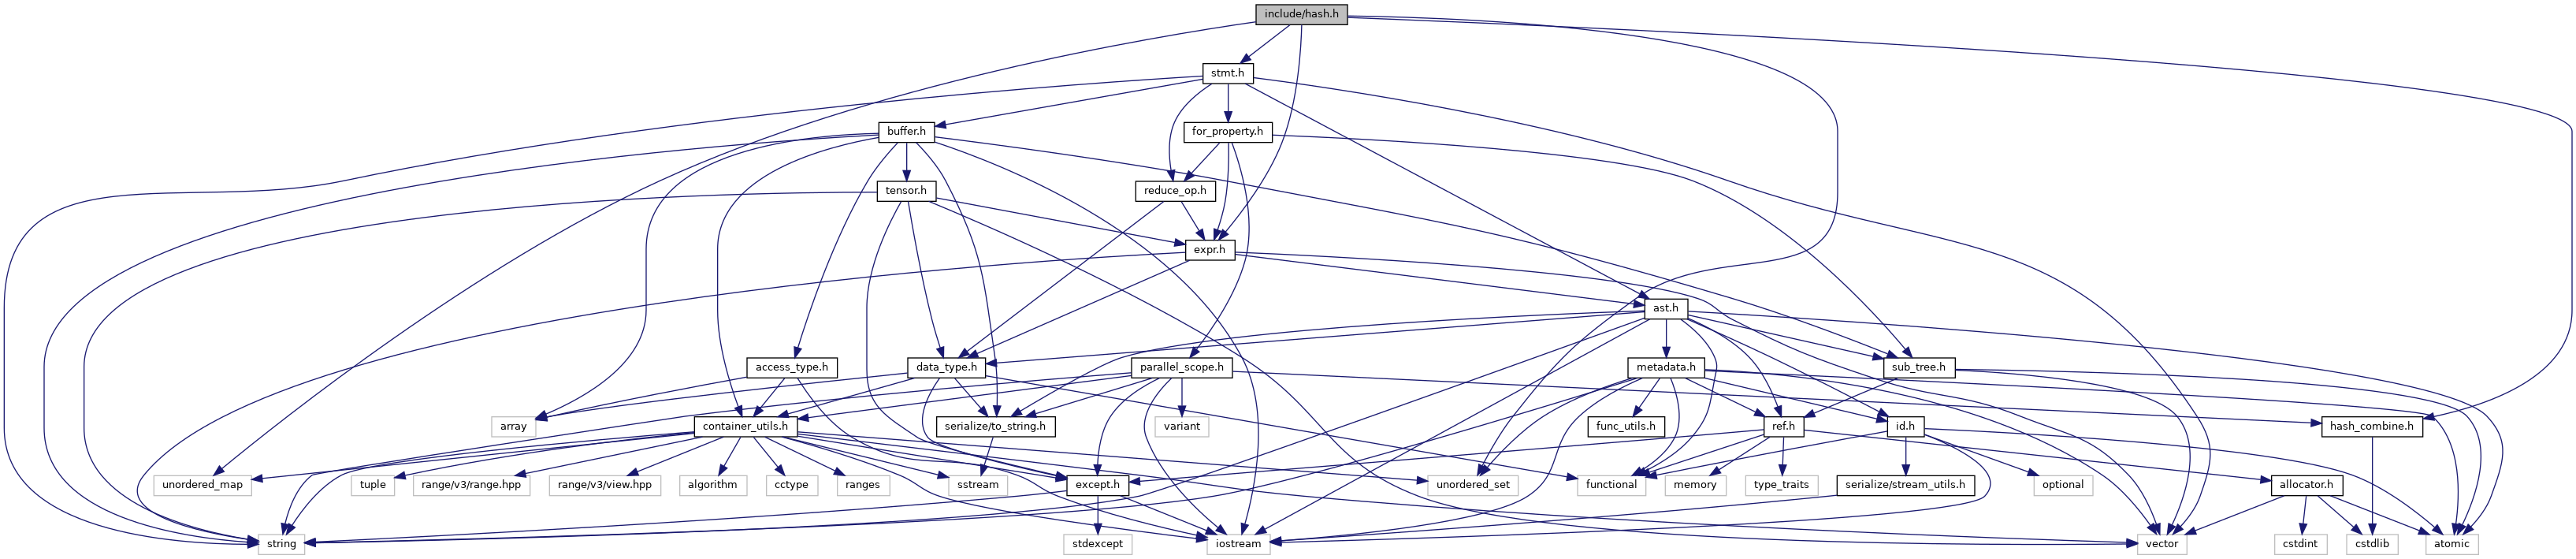 include/hash.h
stmt.h
buffer.h
for_property.h
tensor.h
reduce_op.h
expr.h
ast.h
access_type.h
data_type.h
parallel_scope.h
metadata.h
sub_tree.h
array
container_utils.h
serialize/to_string.h
variant
func_utils.h
ref.h
id.h
hash_combine.h
unordered_map
tuple
range/v3/range.hpp
range/v3/view.hpp
algorithm
cctype
ranges
sstream
except.h
unordered_set
functional
memory
type_traits
serialize/stream_utils.h
optional
allocator.h
string
stdexcept
iostream
vector
cstdint
cstdlib
atomic